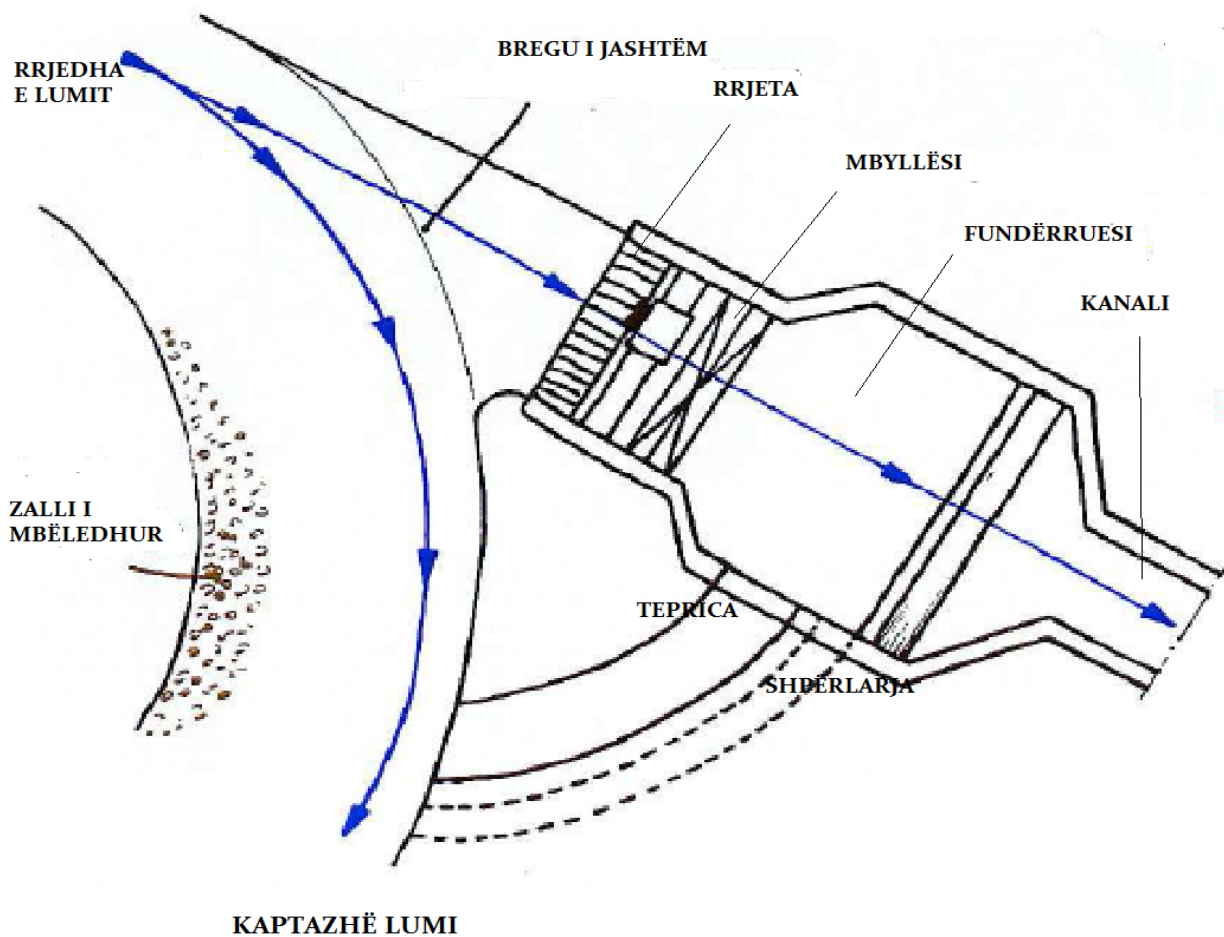 BREGU I JASHTËM
RRJEDHA
E LUMIT
RRJETA
MBYLLËSI
FUNDËRRUESI
KANALI
ZALLI I
MBËLEDHUR
TEPRICA
SHPËRLARJA
KAPTAZHË LUMI